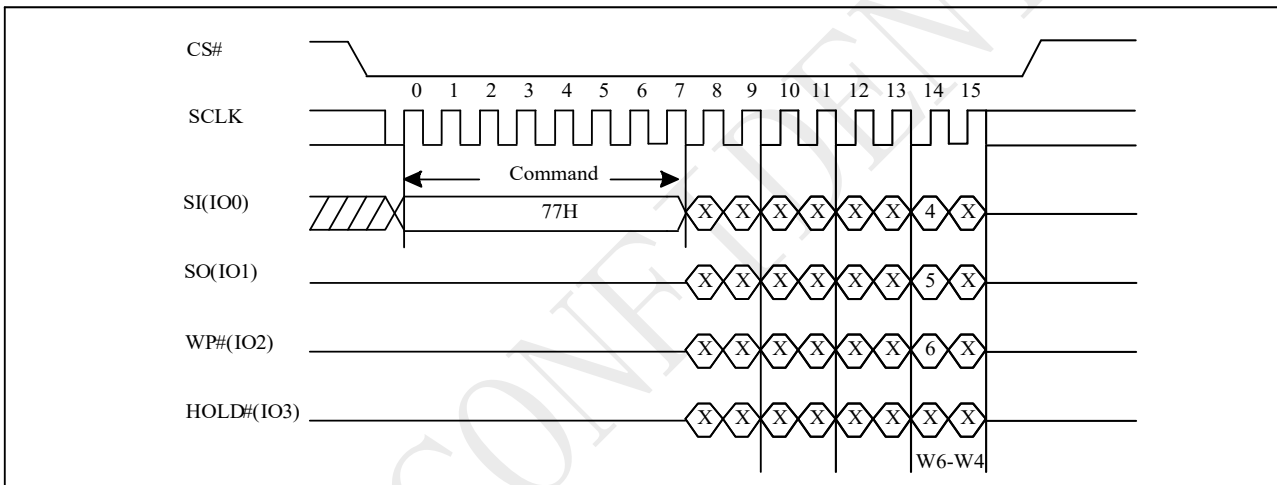 CS#
0 1 2 3 4 5 6 7 8 9 10 11 12 13 14 15
SCLK
Command
SI(IO0) 77H X X X X X X 4 X
SO(IO1) X X X X X X 5 X
WP#(IO2) X X X X X X 6 X
HOLD#(IO3) X X X X X X X X
W6-W4